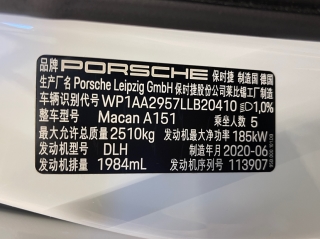 品牌 PORSCHE 保时捷 制造国 德国
生产厂名 Porsche Leipzig GmbH 保时捷股份公司莱比锡工厂制造
车辆识别代号 WP1AA2957LLB20410 1,0%
整车型号 Macan A151 乘坐人数 5
最大允许总质量 2510kg 发动机最大净功率 185kW
发动机型号 DLH 制造年月 2020-06
发动机排量 1984mL 发动机序列号 113907